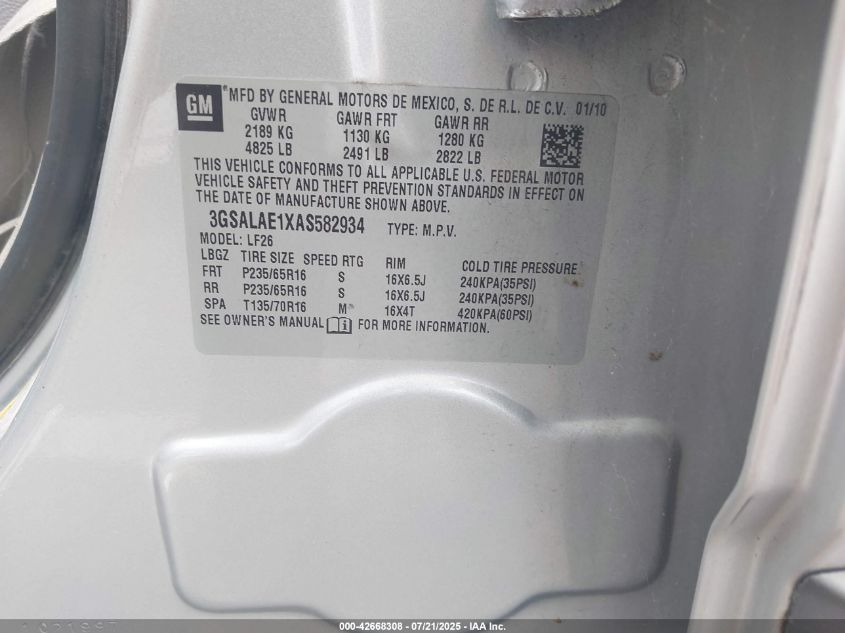 GM
MFD BY GENERAL MOTORS DE MEXICO, S. DE R.L. DE C.V. 01/10
GVWR GAWR FRT GAWR RR
2189 KG 1130 KG 1280 KG
4825 LB 2491 LB 2822 LB
THIS VEHICLE CONFORMS TO ALL APPLICABLE U.S. FEDERAL MOTOR
VEHICLE SAFETY AND THEFT PREVENTION STANDARDS IN EFFECT ON
THE DATE OF MANUFACTURE SHOWN ABOVE.
3GSALAE1XAS582934 TYPE: M.P.V.
MODEL: LF26
LBGZ TIRE SIZE SPEED RTG RIM COLD TIRE PRESSURE
FRT P235/65R16 S 16X6.5J 240KPA(35PSI)
RR P235/65R16 S 16X6.5J 240KPA(35PSI)
SPA T135/70R16 M 16X4T 420KPA(60PSI)
SEE OWNER'S MANUAL FOR MORE INFORMATION.
000-42668308 - 07/21/2025 - IAA Inc.